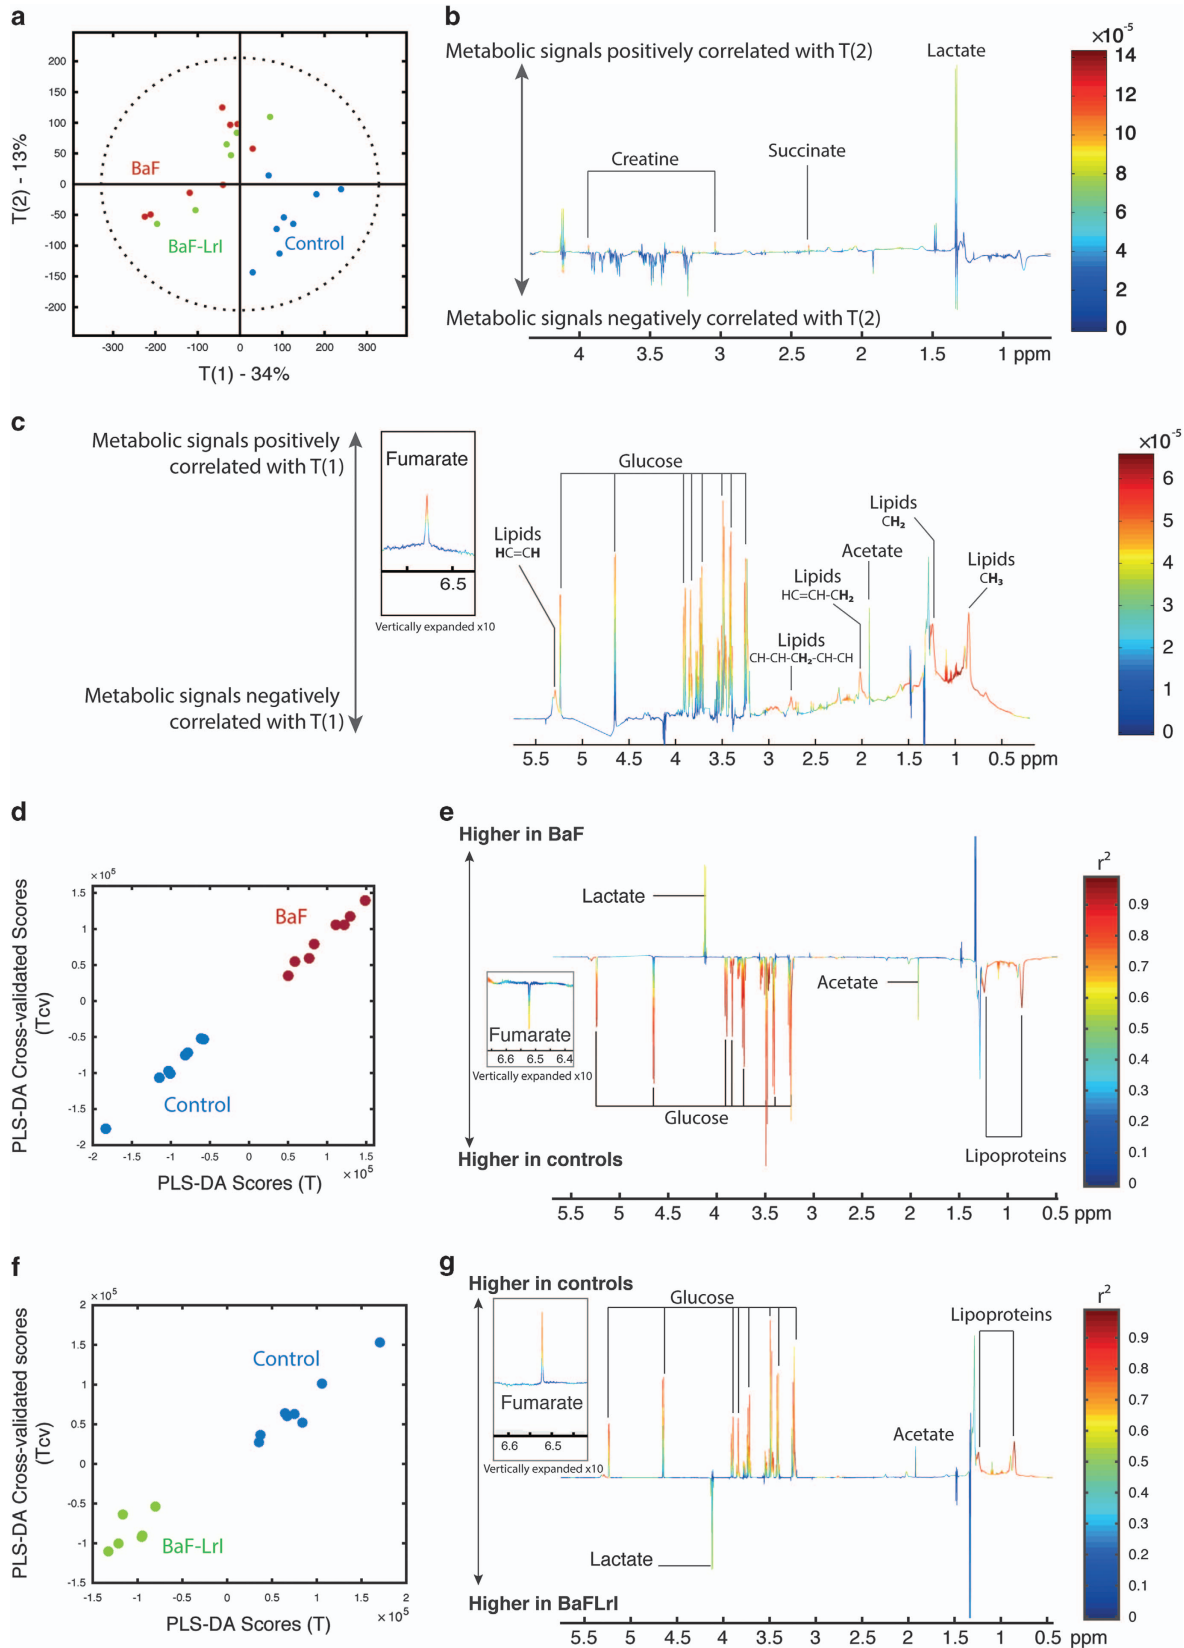 a
200
150
100
50
0
-50
-100
-150
-200
T(2) - 13%
BaF
BaF-LrI
Control
-300 -200 -100 0 100 200 300
T(1) - 34%
b
Metabolic signals positively correlated with T(2)
Lactate
Creatine
Succinate
Metabolic signals negatively correlated with T(2)
4 3.5 3 2.5 2 1.5 1 ppm
×10⁻⁵
14
12
10
8
6
4
2
0
c
Metabolic signals positively
correlated with T(1)
Metabolic signals negatively
correlated with T(1)
Fumarate
6.5
Vertically expanded x10
Lipids
HC=CH
Glucose
Lipids
CH-CH-CH₂-CH-CH
Lipids
HC=CH-CH₂
Acetate
Lipids
CH₂
Lipids
CH₃
5.5 5 4.5 4 3.5 3 2.5 2 1.5 1 0.5 ppm
×10⁻⁵
6
5
4
3
2
1
0
d
×10⁵
1.5
1
0.5
0
-0.5
-1
-1.5
-2
PLS-DA Cross-validated Scores
(Tcv)
BaF
Control
-2 -1.5 -1 -0.5 0 0.5 1 1.5
×10⁵
PLS-DA Scores (T)
e
Higher in BaF
Lactate
Fumarate
6.6 6.5 6.4
Vertically expanded x10
Acetate
Glucose
Lipoproteins
Higher in controls
5.5 5 4.5 4 3.5 3 2.5 2 1.5 1 0.5 ppm
r²
0.9
0.8
0.7
0.6
0.5
0.4
0.3
0.2
0.1
0
f
×10⁵
2
1.5
1
0.5
0
-0.5
-1
-1.5
PLS-DA Cross-validated scores
(Tcv)
Control
BaF-LrI
-1.5 -1 -0.5 0 0.5 1 1.5 2
×10⁵
PLS-DA Scores (T)
g
Higher in controls
Fumarate
6.6 6.5
Vertically expanded x10
Glucose
Lipoproteins
Acetate
Lactate
Higher in BaFLrI
5.5 5 4.5 4 3.5 3 2.5 2 1.5 1 0.5 ppm
r²
0.9
0.8
0.7
0.6
0.5
0.4
0.3
0.2
0.1
0